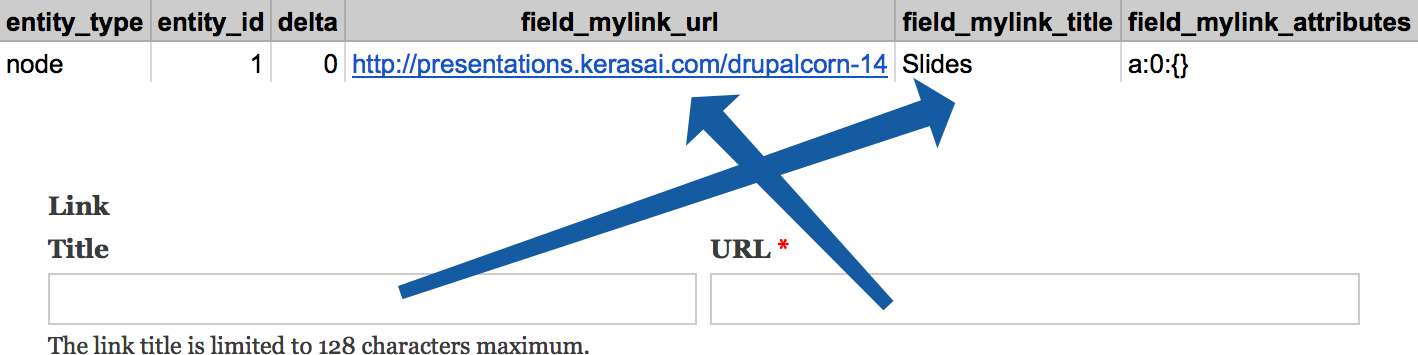 entity_type entity_id delta field_mylink_url field_mylink_title field_mylink_attributes
node 1 0 http://presentations.kerasai.com/drupalcorn-14 Slides a:0:{}
Link
Title URL *
The link title is limited to 128 characters maximum.